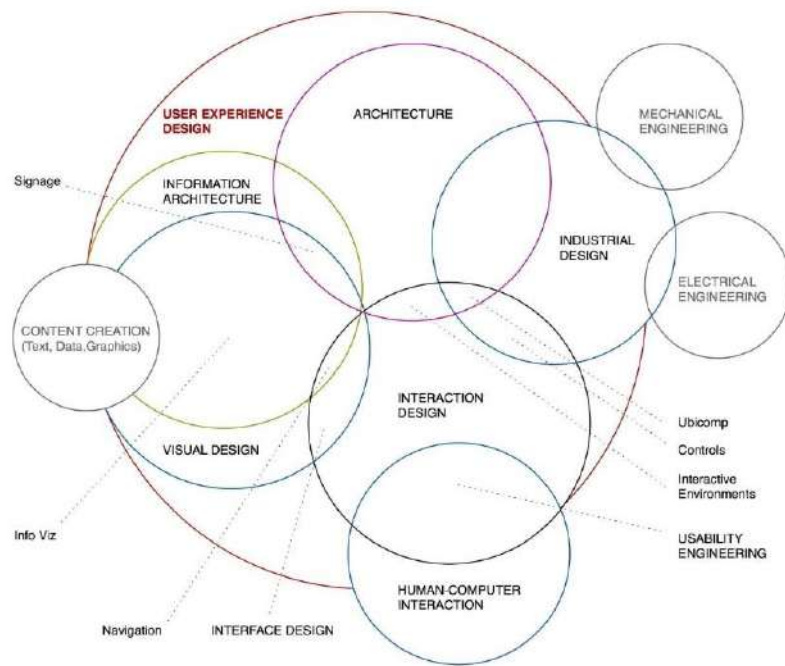 USER EXPERIENCE
DESIGN
ARCHITECTURE
MECHANICAL
ENGINEERING
Signage
INFORMATION
ARCHITECTURE
INDUSTRIAL
DESIGN
ELECTRICAL
ENGINEERING
CONTENT CREATION
(Text, Data,Graphics)
INTERACTION
DESIGN
Ubicomp
VISUAL DESIGN
Controls
Interactive
Environments
Info Viz
USABILITY
ENGINEERING
HUMAN-COMPUTER
INTERACTION
Navigation
INTERFACE DESIGN